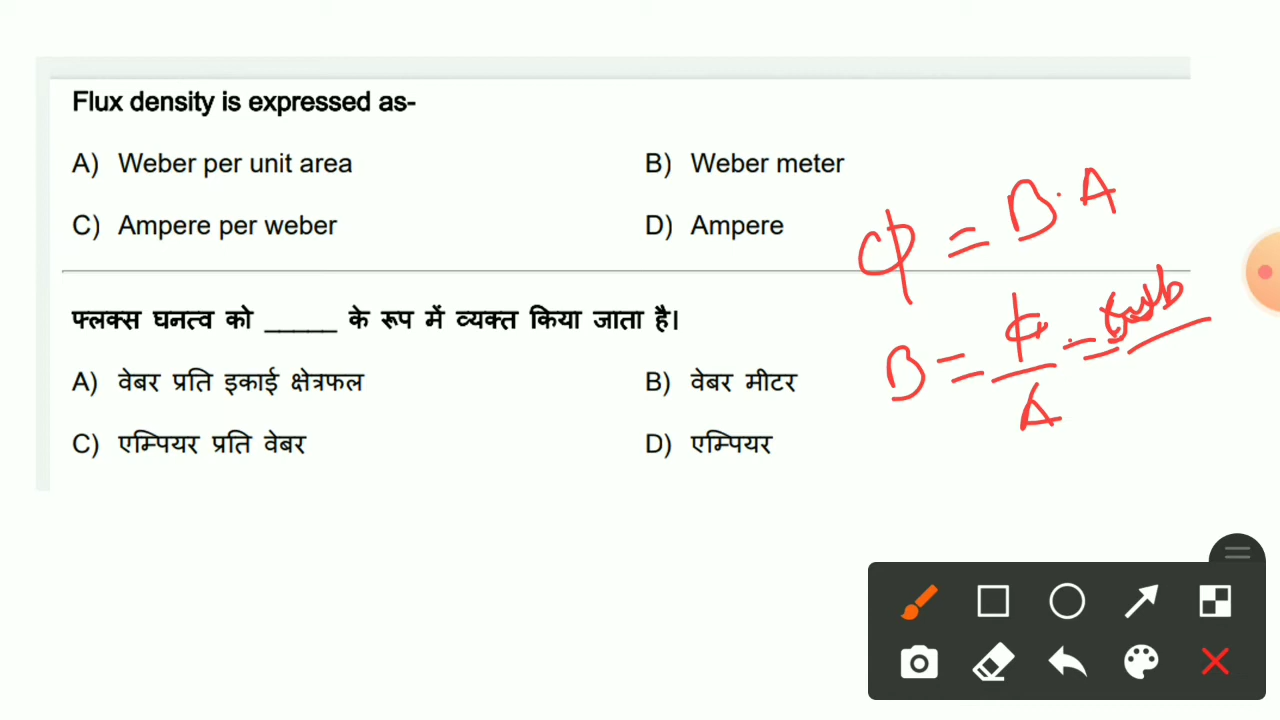 Flux density is expressed as-
A) Weber per unit area
B) Weber meter
C) Ampere per weber
D) Ampere
फ्लक्स घनत्व को _____ के रूप में व्यक्त किया जाता है।
A) वेबर प्रति इकाई क्षेत्रफल
B) वेबर मीटर
C) एम्पियर प्रति वेबर
D) एम्पियर
ϕ = B·A
B = ϕ/A =